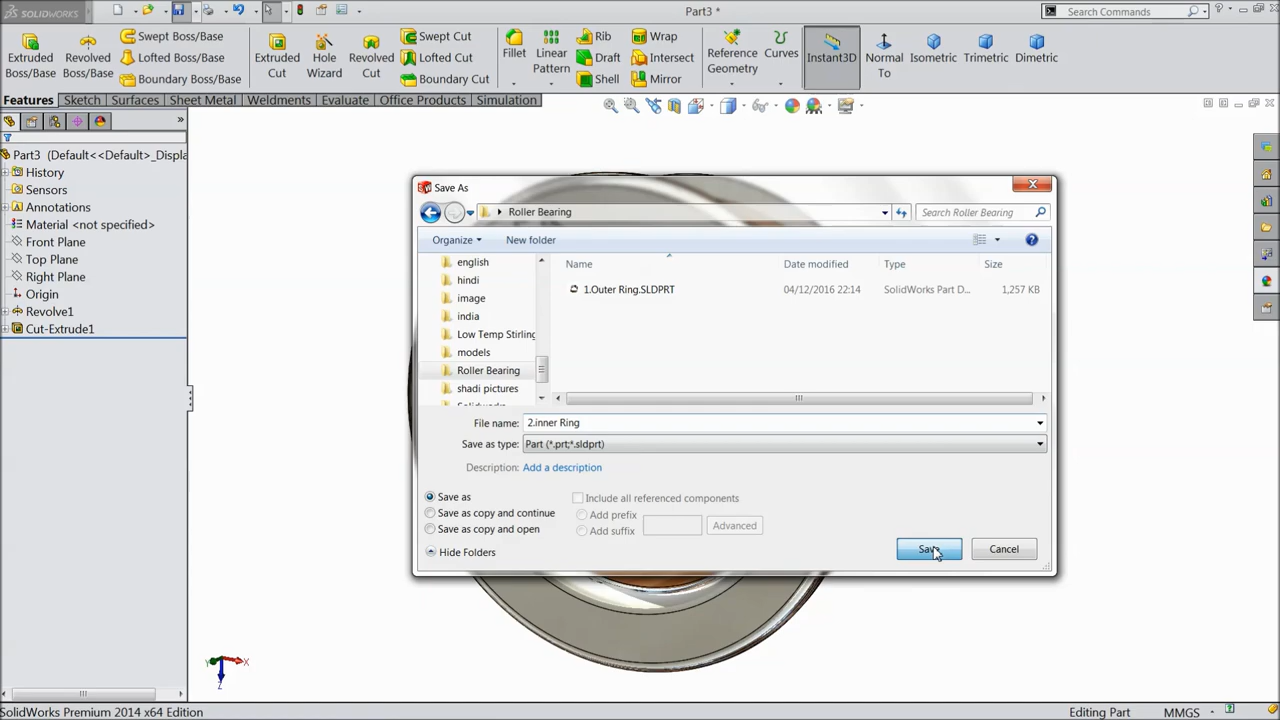 SOLIDWORKS
Part3 *
Search Commands
Extruded Boss/Base
Revolved Boss/Base
Swept Boss/Base
Lofted Boss/Base
Boundary Boss/Base
Extruded Cut
Hole Wizard
Revolved Cut
Swept Cut
Lofted Cut
Boundary Cut
Fillet
Linear Pattern
Rib
Draft
Shell
Wrap
Intersect
Mirror
Reference Geometry
Curves
Instant3D
Normal To
Isometric
Trimetric
Dimetric
Features
Sketch
Surfaces
Sheet Metal
Weldments
Evaluate
Office Products
Simulation
Part3 (Default<<Default>_Displa
History
Sensors
Annotations
Material <not specified>
Front Plane
Top Plane
Right Plane
Origin
Revolve1
Cut-Extrude1
Save As
Roller Bearing
Search Roller Bearing
Organize
New folder
english
hindi
image
india
Low Temp Stirling
models
Roller Bearing
shadi pictures
Name
Date modified
Type
Size
1.Outer Ring.SLDPRT
04/12/2016 22:14
SolidWorks Part D...
1,257 KB
File name:
2.inner Ring
Save as type:
Part (*.prt;*.sldprt)
Description:
Add a description
Save as
Save as copy and continue
Save as copy and open
Include all referenced components
Add prefix
Add suffix
Advanced
Hide Folders
Save
Cancel
Y
X
Z
SolidWorks Premium 2014 x64 Edition
Editing Part
MMGS